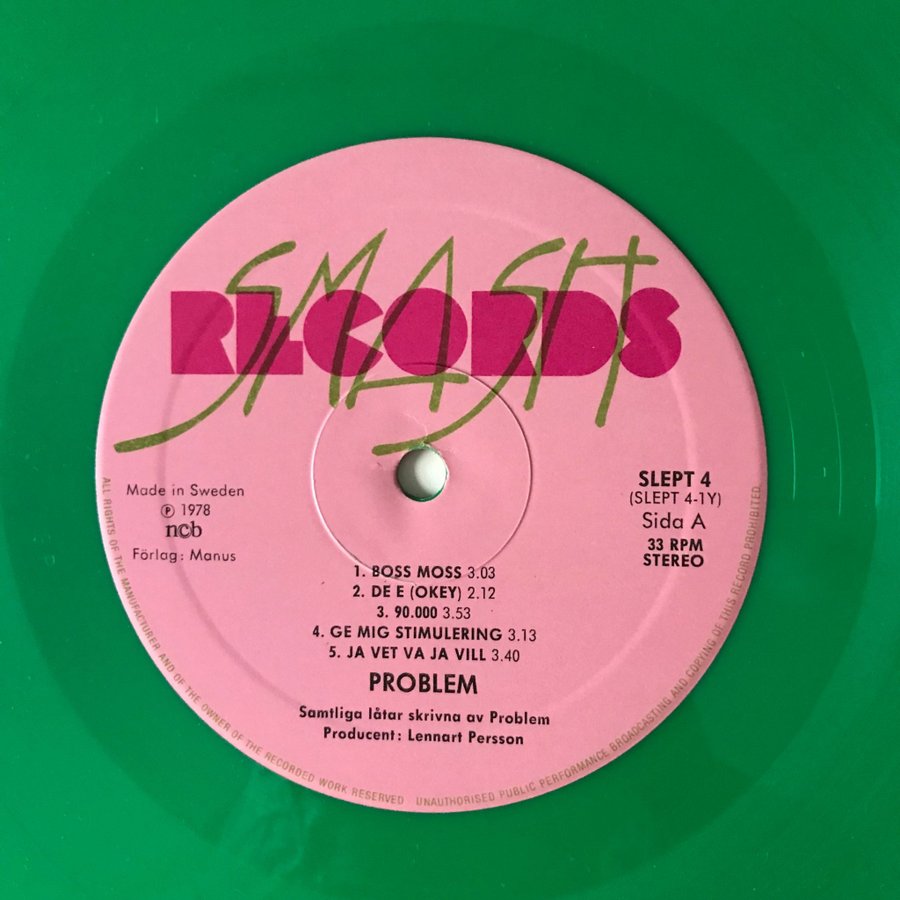 SMASH
RECORDS
Made in Sweden
℗ 1978
ncb
Förlag: Manus
SLEPT 4
(SLEPT 4-1Y)
Sida A
33 RPM
STEREO
1. BOSS MOSS 3.03
2. DE E (OKEY) 2.12
3. 90.000 3.53
4. GE MIG STIMULERING 3.13
5. JA VET VA JA VILL 3.40
PROBLEM
Samtliga låtar skrivna av Problem
Producent: Lennart Persson
ALL RIGHTS OF THE MANUFACTURER AND OF THE OWNER OF THE RECORDED WORK RESERVED UNAUTHORISED PUBLIC PERFORMANCE BROADCASTING AND COPYING OF THIS RECORD PROHIBITED